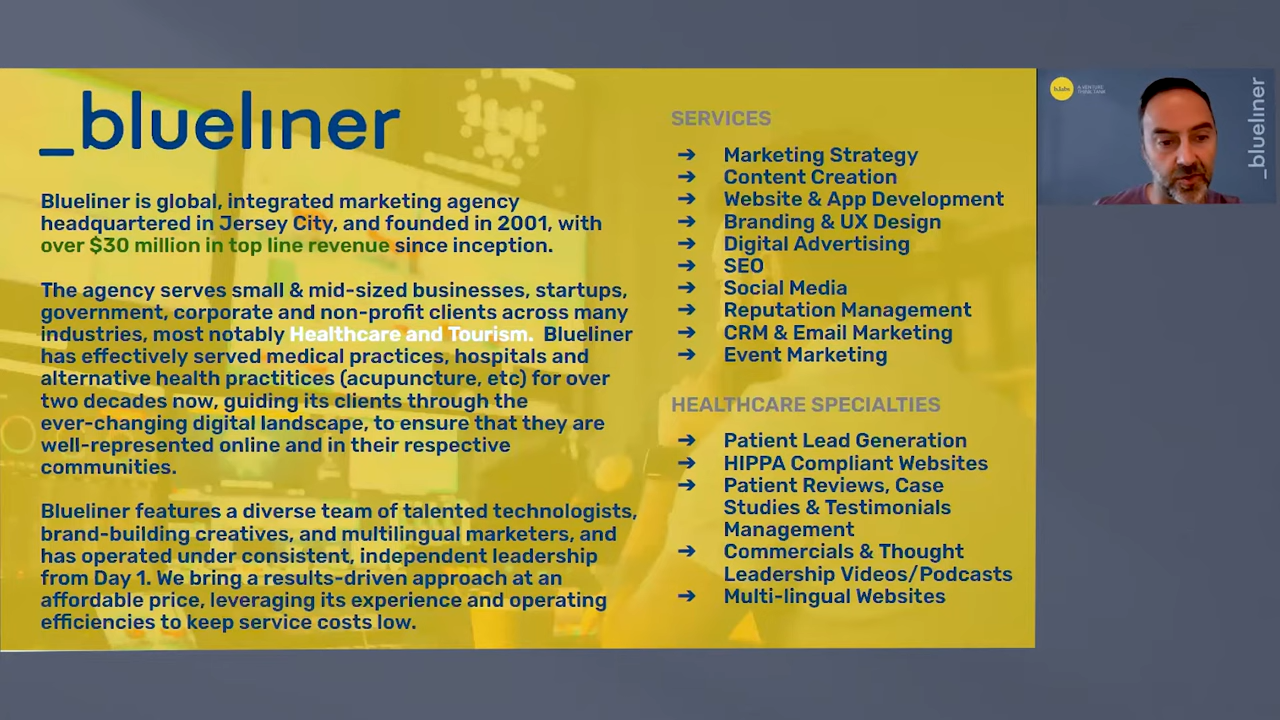 _blueliner
Blueliner is global, integrated marketing agency
headquartered in Jersey City, and founded in 2001, with
over $30 million in top line revenue since inception.
The agency serves small & mid-sized businesses, startups,
government, corporate and non-profit clients across many
industries, most notably Healthcare and Tourism. Blueliner
has effectively served medical practices, hospitals and
alternative health practitices (acupuncture, etc) for over
two decades now, guiding its clients through the
ever-changing digital landscape, to ensure that they are
well-represented online and in their respective
communities.
Blueliner features a diverse team of talented technologists,
brand-building creatives, and multilingual marketers, and
has operated under consistent, independent leadership
from Day 1. We bring a results-driven approach at an
affordable price, leveraging its experience and operating
efficiencies to keep service costs low.
SERVICES
➔ Marketing Strategy
➔ Content Creation
➔ Website & App Development
➔ Branding & UX Design
➔ Digital Advertising
➔ SEO
➔ Social Media
➔ Reputation Management
➔ CRM & Email Marketing
➔ Event Marketing
HEALTHCARE SPECIALTIES
➔ Patient Lead Generation
➔ HIPPA Compliant Websites
➔ Patient Reviews, Case
Studies & Testimonials
Management
➔ Commercials & Thought
Leadership Videos/Podcasts
➔ Multi-lingual Websites
A VENTURE
THINK TANK
_blueliner